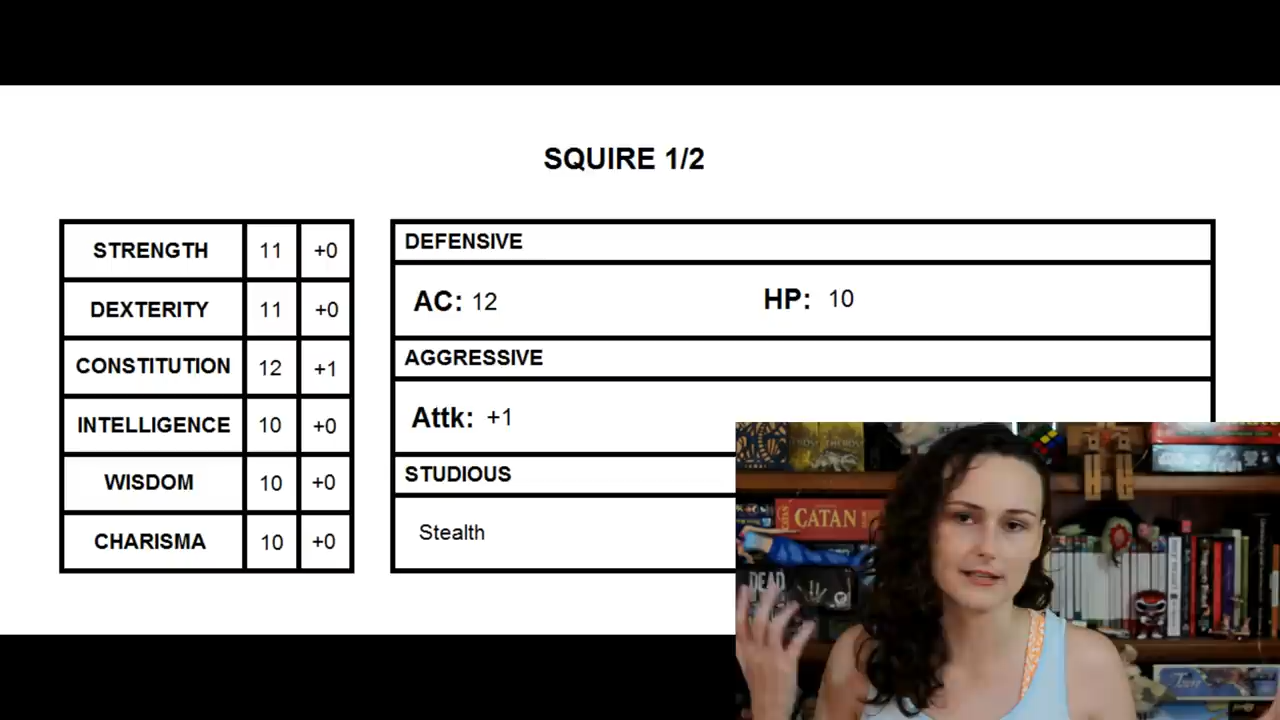 SQUIRE 1/2
STRENGTH 11 +0
DEXTERITY 11 +0
CONSTITUTION 12 +1
INTELLIGENCE 10 +0
WISDOM 10 +0
CHARISMA 10 +0
DEFENSIVE
AC: 12 HP: 10
AGGRESSIVE
Attk: +1
STUDIOUS
Stealth
CATAN
DEAD